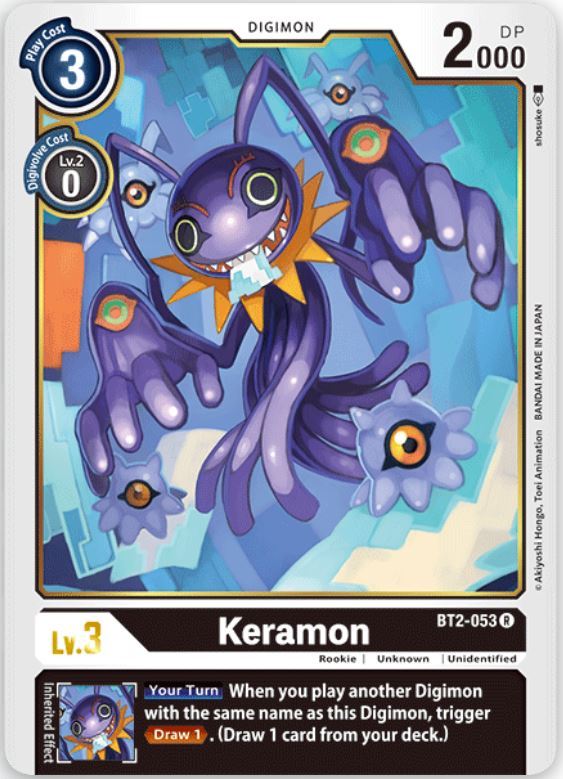 DIGIMON
Play Cost
3
2000
DP
Digivolve Cost
Lv.2
0
shosuke
©Akiyoshi Hongo, Toei Animation BANDAI MADE IN JAPAN
Lv.3
Keramon
BT2-053 R
Rookie | Unknown | Unidentified
Inherited Effect
Your Turn When you play another Digimon
with the same name as this Digimon, trigger
Draw 1 . (Draw 1 card from your deck.)